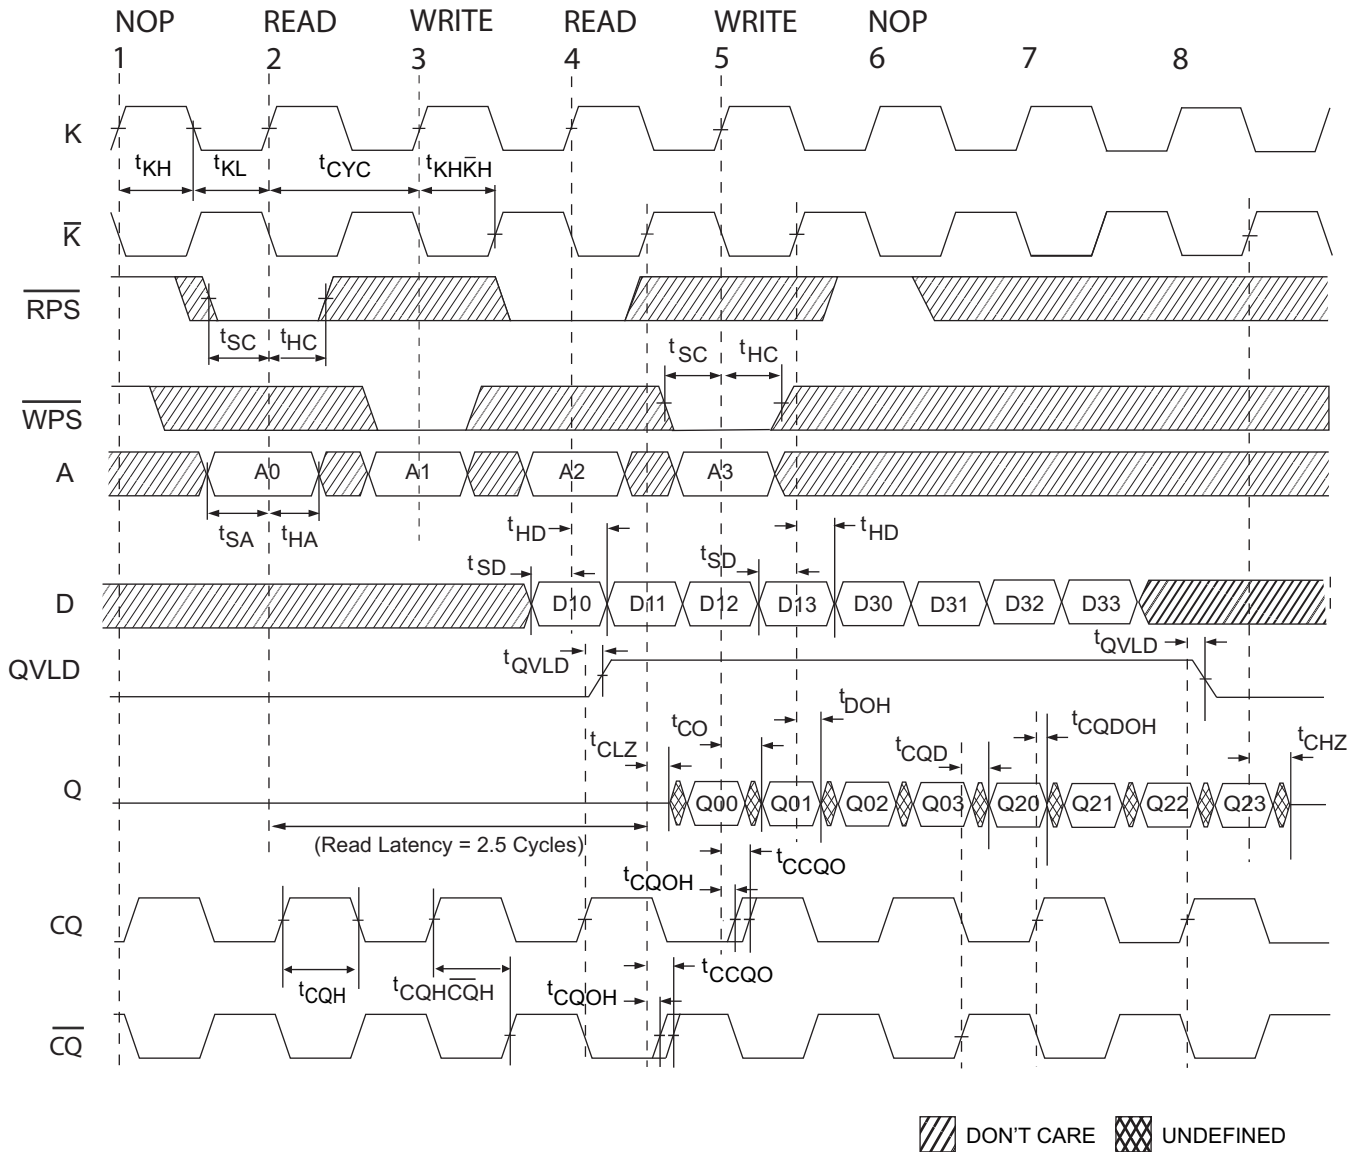 NOP READ WRITE READ WRITE NOP
1 2 3 4 5 6 7 8
K
tKH tKL tCYC tKHK̅H
K̅
R̅P̅S̅
tSC tHC
tSC tHC
W̅P̅S̅
A A0 A1 A2 A3
tSA tHA
tHD tHD
tSD tSD
D D10 D11 D12 D13 D30 D31 D32 D33
tQVLD tQVLD
QVLD
tDOH
tCO tCQDOH
tCLZ tCQD tCHZ
Q Q00 Q01 Q02 Q03 Q20 Q21 Q22 Q23
(Read Latency = 2.5 Cycles)
tCCQO
tCQOH
CQ
tCCQO
tCQH tCQHC̅Q̅H tCQOH
C̅Q̅
DON'T CARE UNDEFINED